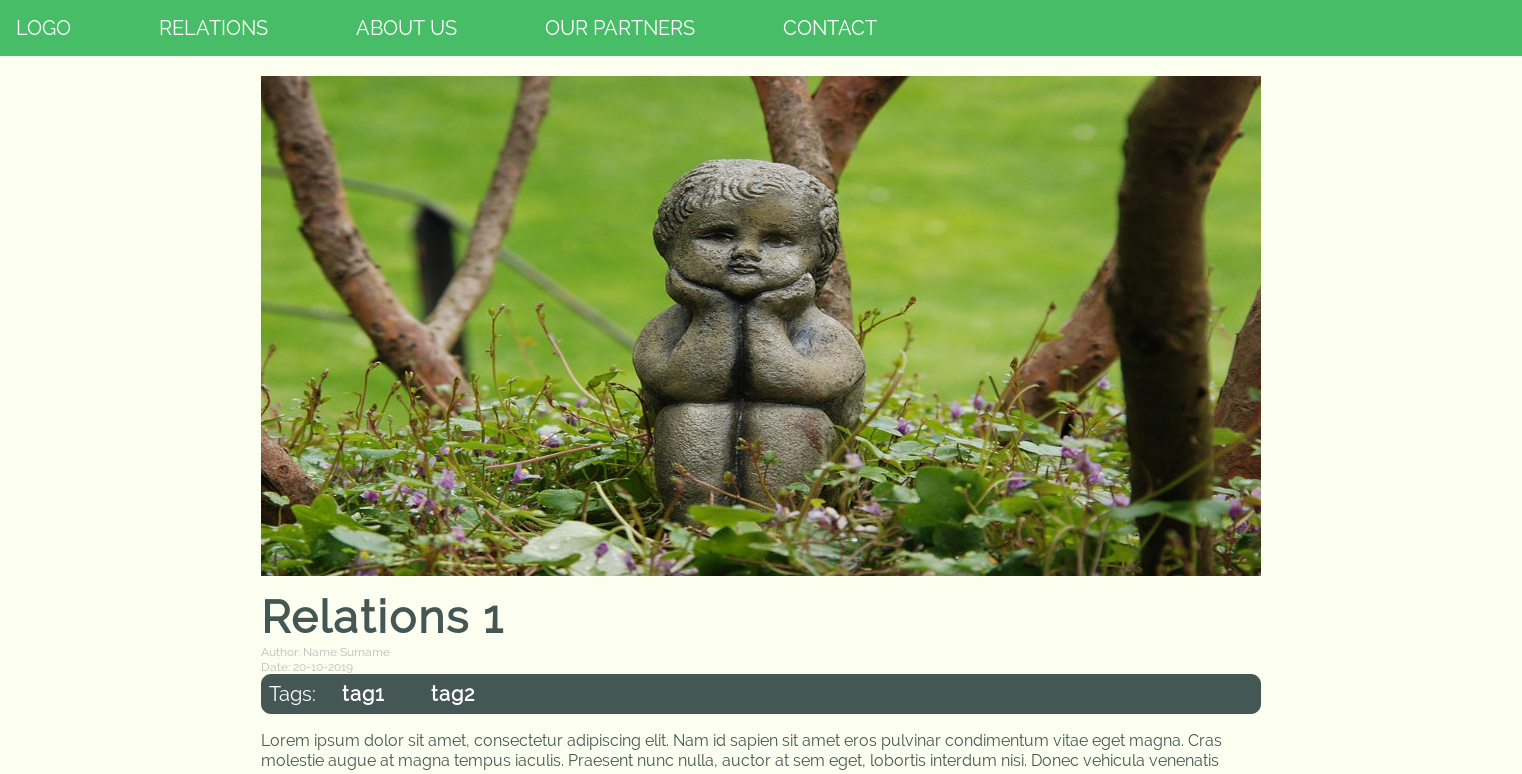 LOGO RELATIONS ABOUT US OUR PARTNERS CONTACT
Relations 1
Author: Name Surname
Date: 20-10-2019
Tags: tag1 tag2
Lorem ipsum dolor sit amet, consectetur adipiscing elit. Nam id sapien sit amet eros pulvinar condimentum vitae eget magna. Cras
molestie augue at magna tempus iaculis. Praesent nunc nulla, auctor at sem eget, lobortis interdum nisi. Donec vehicula venenatis